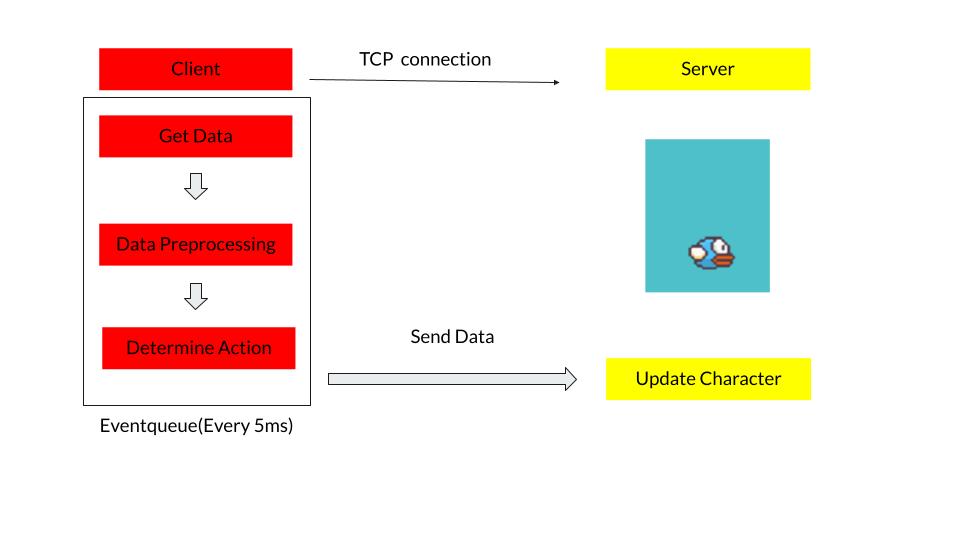 Client
TCP  connection
Server
Get Data
Data Preprocessing
Determine Action
Send Data
Update Character
Eventqueue(Every 5ms)